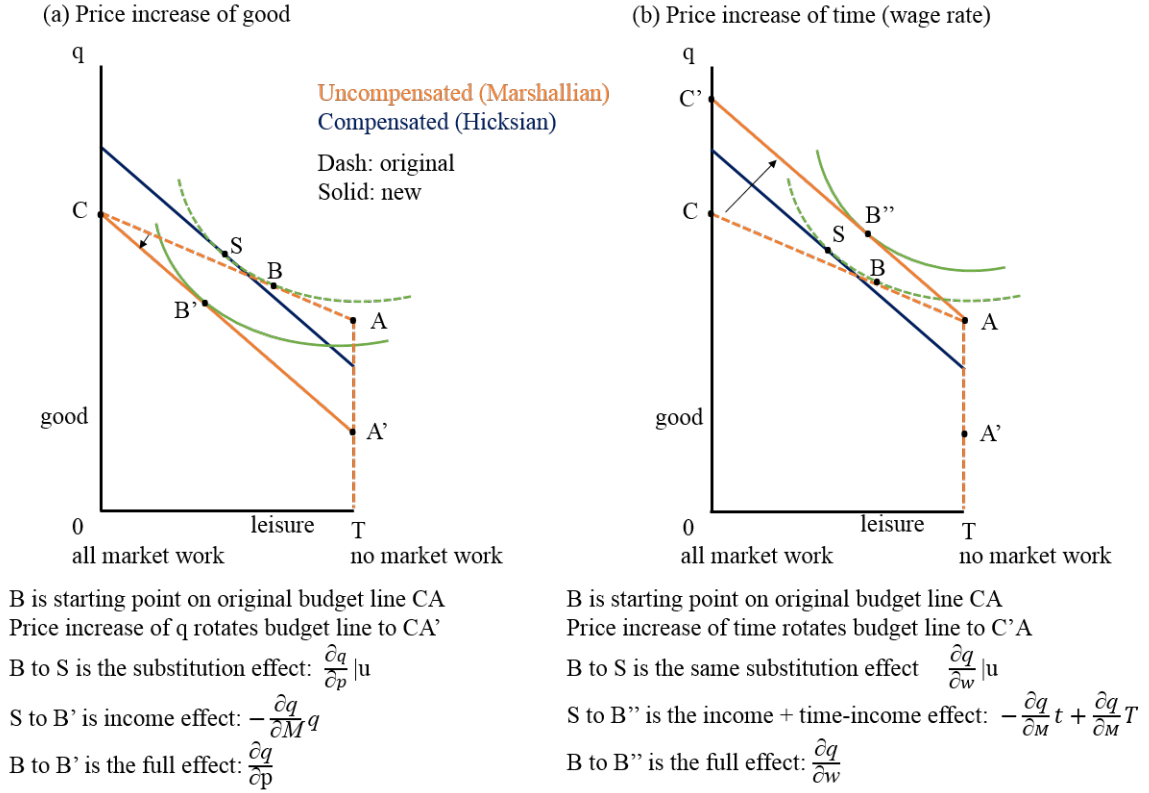 (a) Price increase of good
q
Uncompensated (Marshallian)
Compensated (Hicksian)
Dash: original
Solid: new
C
S
B
B’
A
A’
good
0
leisure
T
all market work
no market work
B is starting point on original budget line CA
Price increase of q rotates budget line to CA’
B to S is the substitution effect: ∂q/∂p |u
S to B’ is income effect: −∂q/∂M q
B to B’ is the full effect: ∂q/∂p
(b) Price increase of time (wage rate)
q
C’
C
B’’
S
B
A
A’
good
0
leisure
T
all market work
no market work
B is starting point on original budget line CA
Price increase of time rotates budget line to C’A
B to S is the same substitution effect ∂q/∂w |u
S to B’’ is the income + time-income effect: −∂q/∂M t + ∂q/∂M T
B to B’’ is the full effect: ∂q/∂w